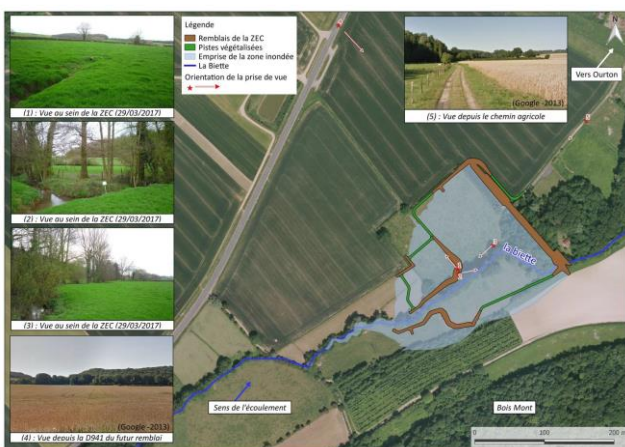 Légende
Remblais de la ZEC
Pistes végétalisées
Emprise de la zone inondée
La Biette
Orientation de la prise de vue
(1) : Vue au sein de la ZEC (29/03/2017)
(2) : Vue au sein de la ZEC (29/03/2017)
(3) : Vue au sein de la ZEC (29/03/2017)
(Google -2013)
(4) : Vue depuis la D941 du futur remblai
(Google -2013)
(5) : Vue depuis le chemin agricole
N
Vers Ourton
la biette
Sens de l'écoulement
Bois Mont
0 100 200 m